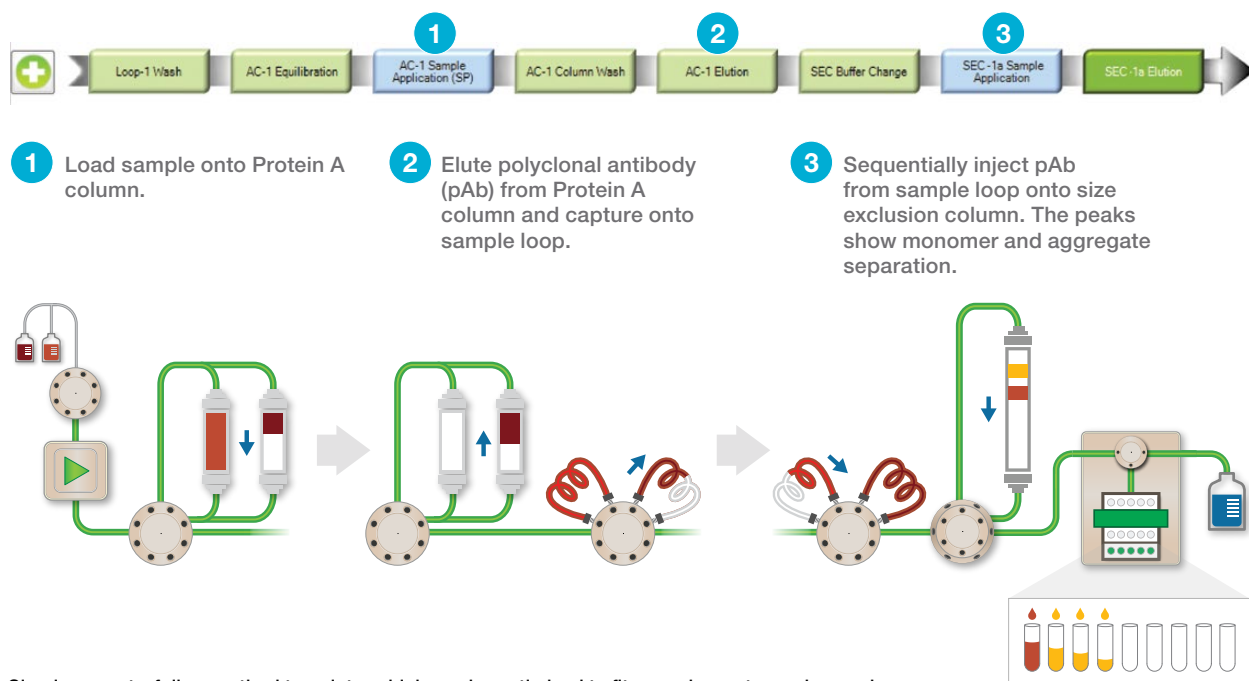 1
2
3
Loop-1 Wash
AC-1 Equilibration
AC-1 Sample
Application (SP)
AC-1 Column Wash
AC-1 Elution
SEC Buffer Change
SEC -1a Sample
Application
SEC -1a Elution
1
Load sample onto Protein A
column.
2
Elute polyclonal antibody
(pAb) from Protein A
column and capture onto
sample loop.
3
Sequentially inject pAb
from sample loop onto size
exclusion column. The peaks
show monomer and aggregate
separation.